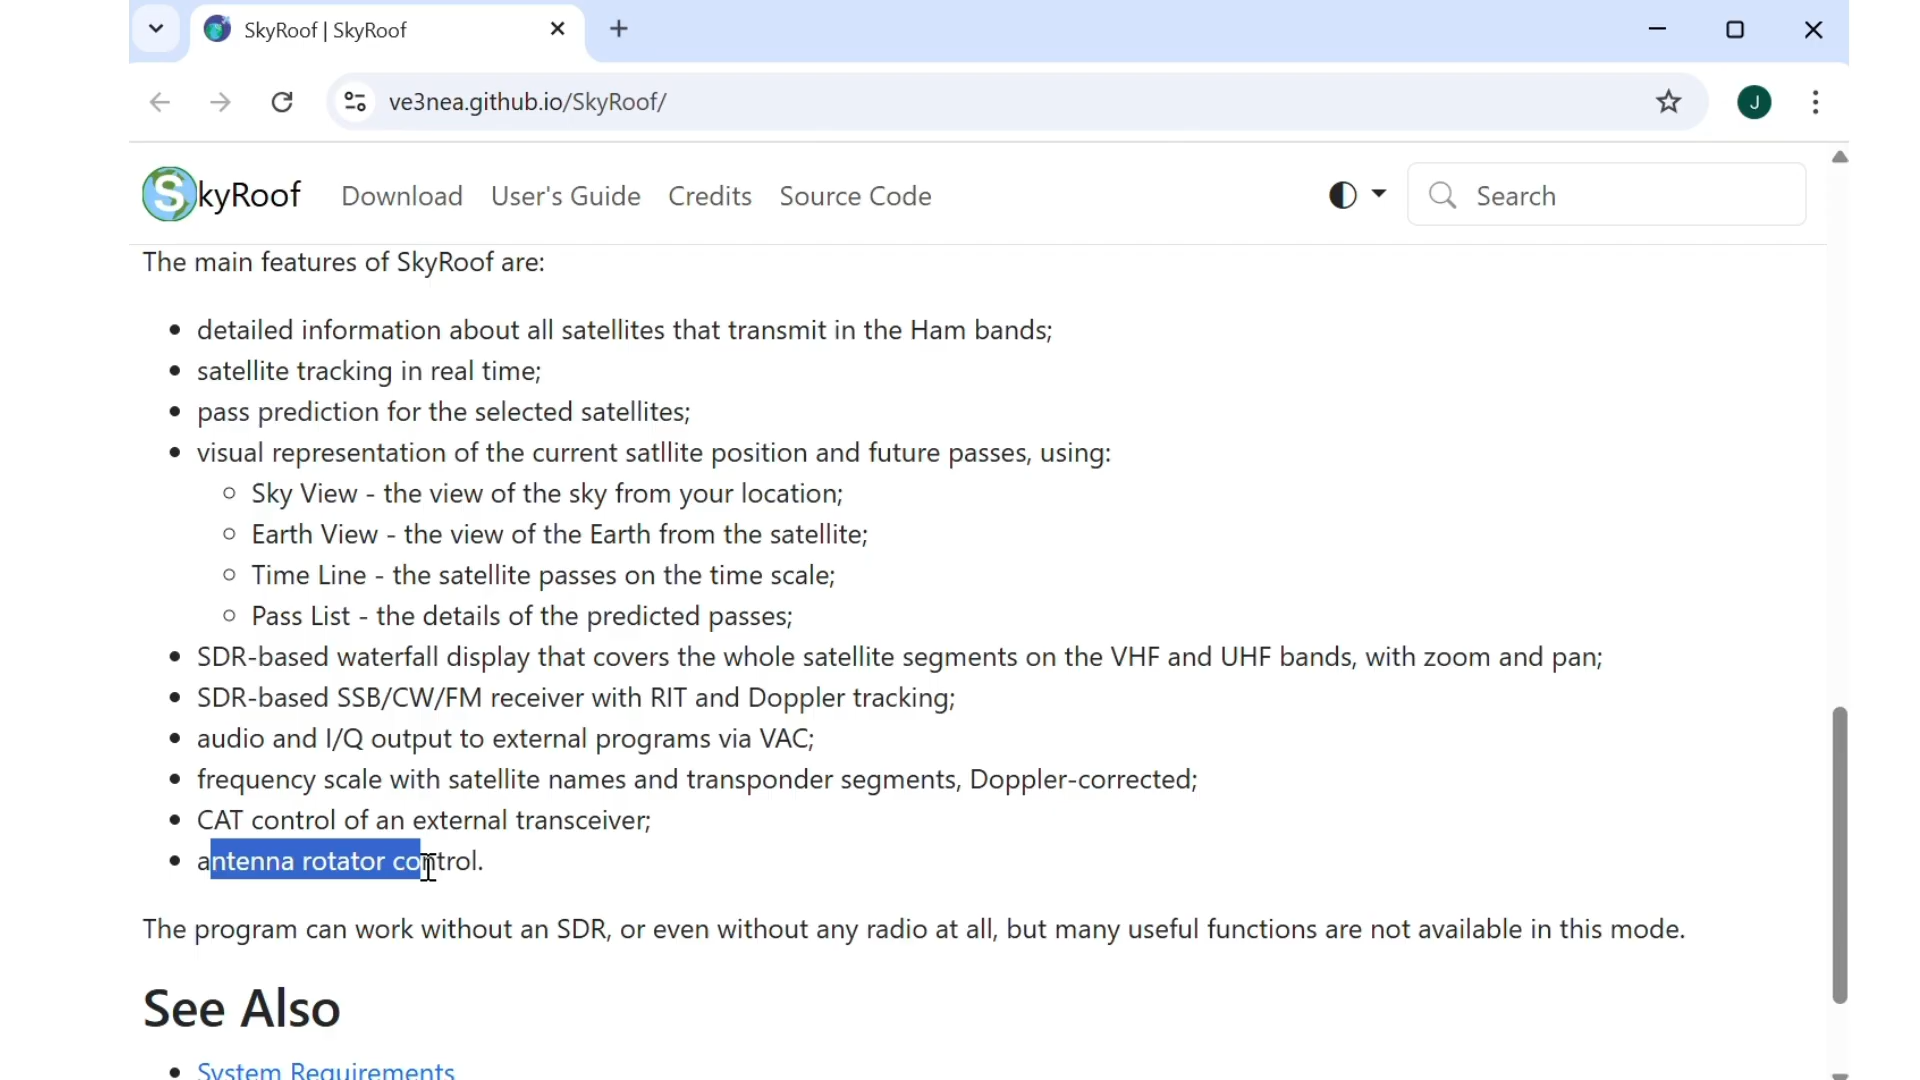 SkyRoof | SkyRoof
ve3nea.github.io/SkyRoof/
J
SkyRoof Download User's Guide Credits Source Code Search
The main features of SkyRoof are:
detailed information about all satellites that transmit in the Ham bands;
satellite tracking in real time;
pass prediction for the selected satellites;
visual representation of the current satllite position and future passes, using:
Sky View - the view of the sky from your location;
Earth View - the view of the Earth from the satellite;
Time Line - the satellite passes on the time scale;
Pass List - the details of the predicted passes;
SDR-based waterfall display that covers the whole satellite segments on the VHF and UHF bands, with zoom and pan;
SDR-based SSB/CW/FM receiver with RIT and Doppler tracking;
audio and I/Q output to external programs via VAC;
frequency scale with satellite names and transponder segments, Doppler-corrected;
CAT control of an external transceiver;
antenna rotator control.
The program can work without an SDR, or even without any radio at all, but many useful functions are not available in this mode.
See Also
System Requirements